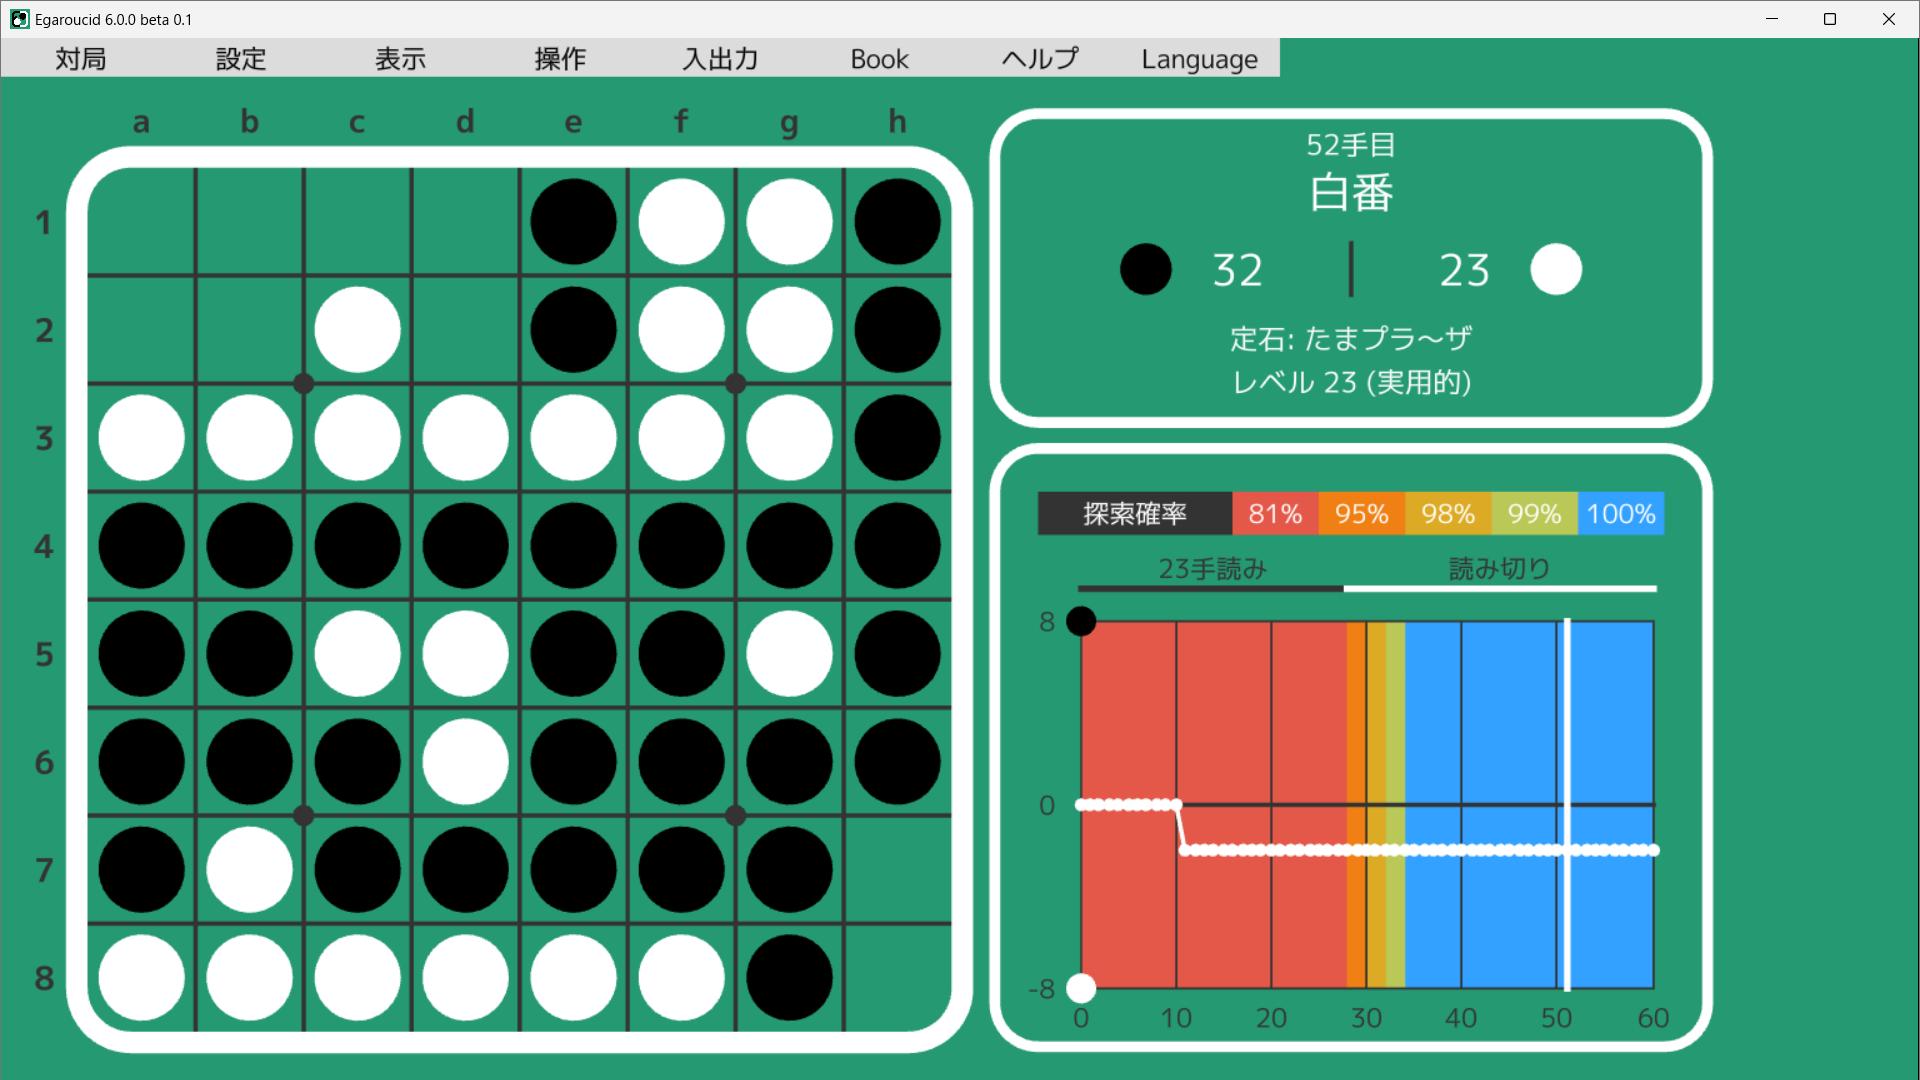 Egaroucid 6.0.0 beta 0.1
対局 設定 表示 操作 入出力 Book ヘルプ Language
a b c d e f g h
1
2
3
4
5
6
7
8
52手目
白番
32 23
定石: たまプラ～ザ
レベル 23 (実用的)
探索確率 81% 95% 98% 99% 100%
23手読み 読み切り
8
0
-8
0 10 20 30 40 50 60